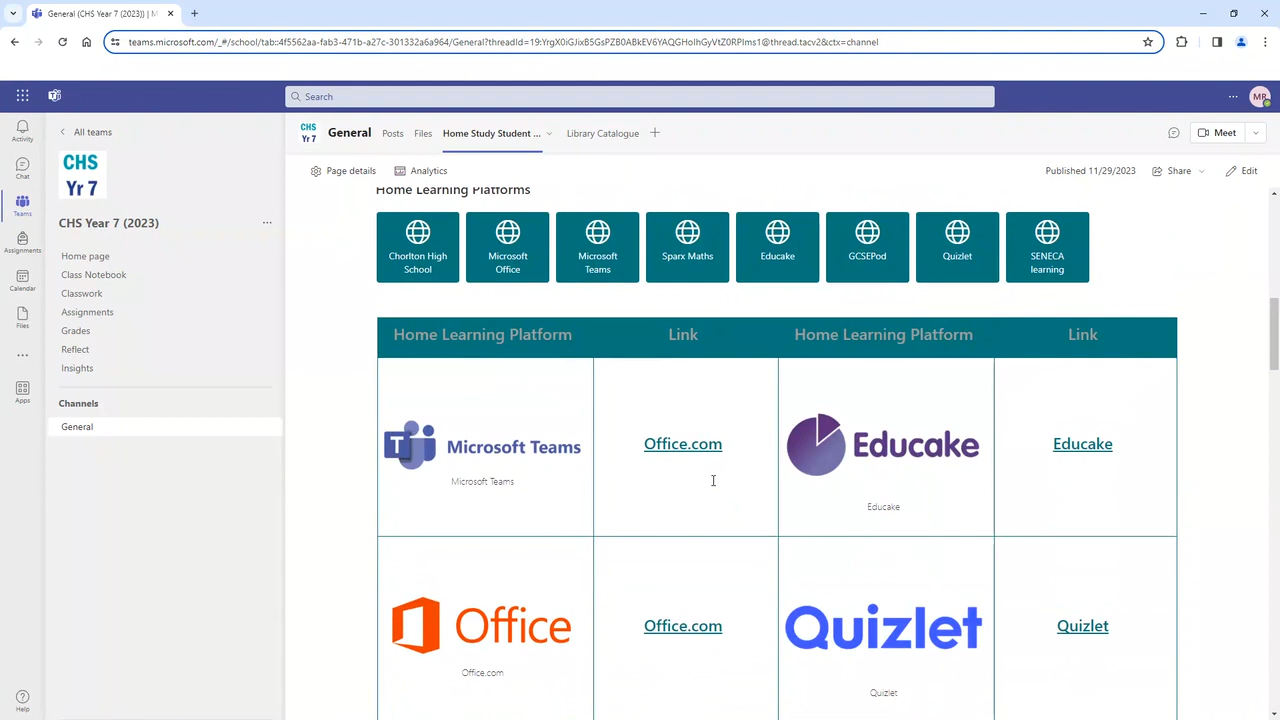 General (CHS Year 7 (2023)) | M
teams.microsoft.com/_#/school/tab::4f5562aa-fab3-471b-a27c-301332a6a964/General?threadId=19:YrgX0iGJixB5GsPZB0ABkEV6YAQGHolhGyVtZ0RPIms1@thread.tacv2&ctx=channel
Search
MR
Activity
Chat
Teams
Assignments
Calendar
Files
Apps
Help
All teams
CHS
Yr 7
CHS Year 7 (2023)
Home page
Class Notebook
Classwork
Assignments
Grades
Reflect
Insights
Channels
General
CHS
Yr 7
General
Posts
Files
Home Study Student ...
Library Catalogue
Meet
Page details
Analytics
Published 11/29/2023
Share
Edit
Home Learning Platforms
Chorlton High
School
Microsoft
Office
Microsoft
Teams
Sparx Maths
Educake
GCSEPod
Quizlet
SENECA
learning
Home Learning Platform
Link
Home Learning Platform
Link
T
Microsoft Teams
Microsoft Teams
Office.com
Educake
Educake
Educake
Office
Office.com
Office.com
Quizlet
Quizlet
Quizlet